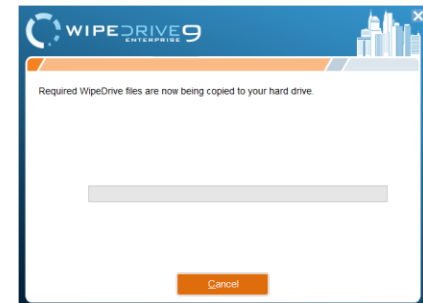 WIPEDRIVE9
ENTERPRISE
Required WipeDrive files are now being copied to your hard drive.
Cancel